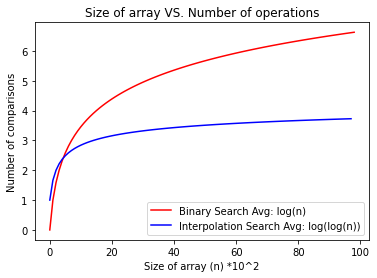 Size of array VS. Number of operations
Number of comparisons
6
5
4
3
2
1
0
0 20 40 60 80 100
Size of array (n) *10^2
Binary Search Avg: log(n)
Interpolation Search Avg: log(log(n))